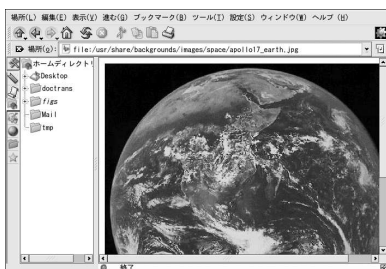 場所(L) 編集(E) 表示(V) 進む(G) ブックマーク(B) ツール(T) 設定(S) ウィンドウ(W) ヘルプ(H)
場所(o): file:/usr/share/backgrounds/images/space/apollo17_earth.jpg
ホームディレクトリ
Desktop
doctrans
figs
Mail
tmp
終了